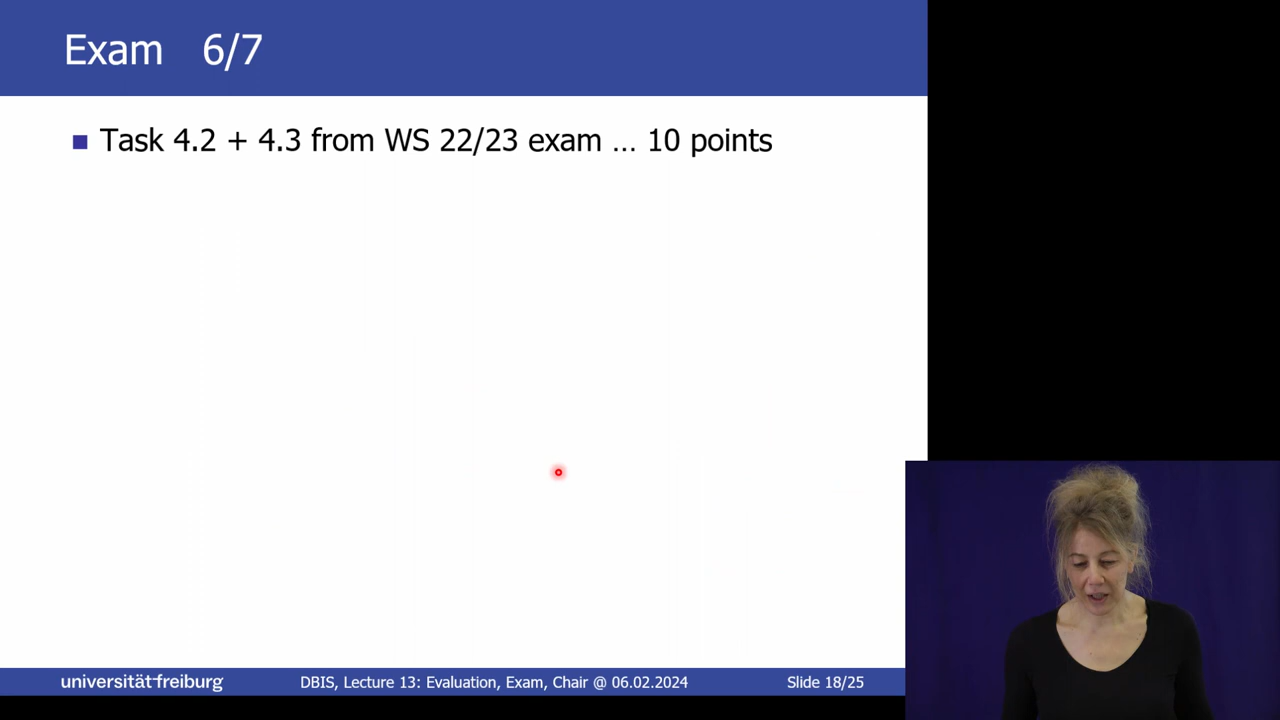 Exam 6/7
Task 4.2 + 4.3 from WS 22/23 exam … 10 points
universität freiburg
DBIS, Lecture 13: Evaluation, Exam, Chair @ 06.02.2024
Slide 18/25